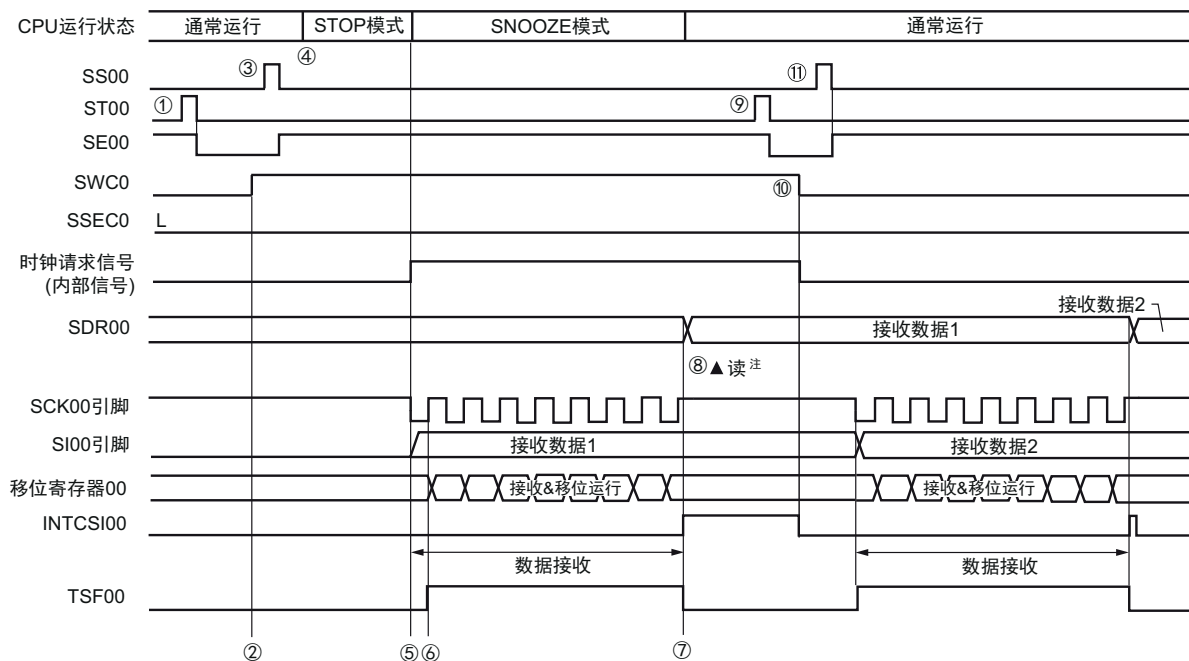 CPU运行状态 通常运行 STOP模式 SNOOZE模式 通常运行
④
SS00 ③ ⑪
ST00 ① ⑨
SE00
SWC0 ⑩
SSEC0 L
时钟请求信号
(内部信号)
接收数据2
SDR00 接收数据1
⑧▲读注
SCK00引脚
SI00引脚 接收数据1 接收数据2
移位寄存器00 接收&移位运行 接收&移位运行
INTCSI00
数据接收 数据接收
TSF00
② ⑤⑥ ⑦